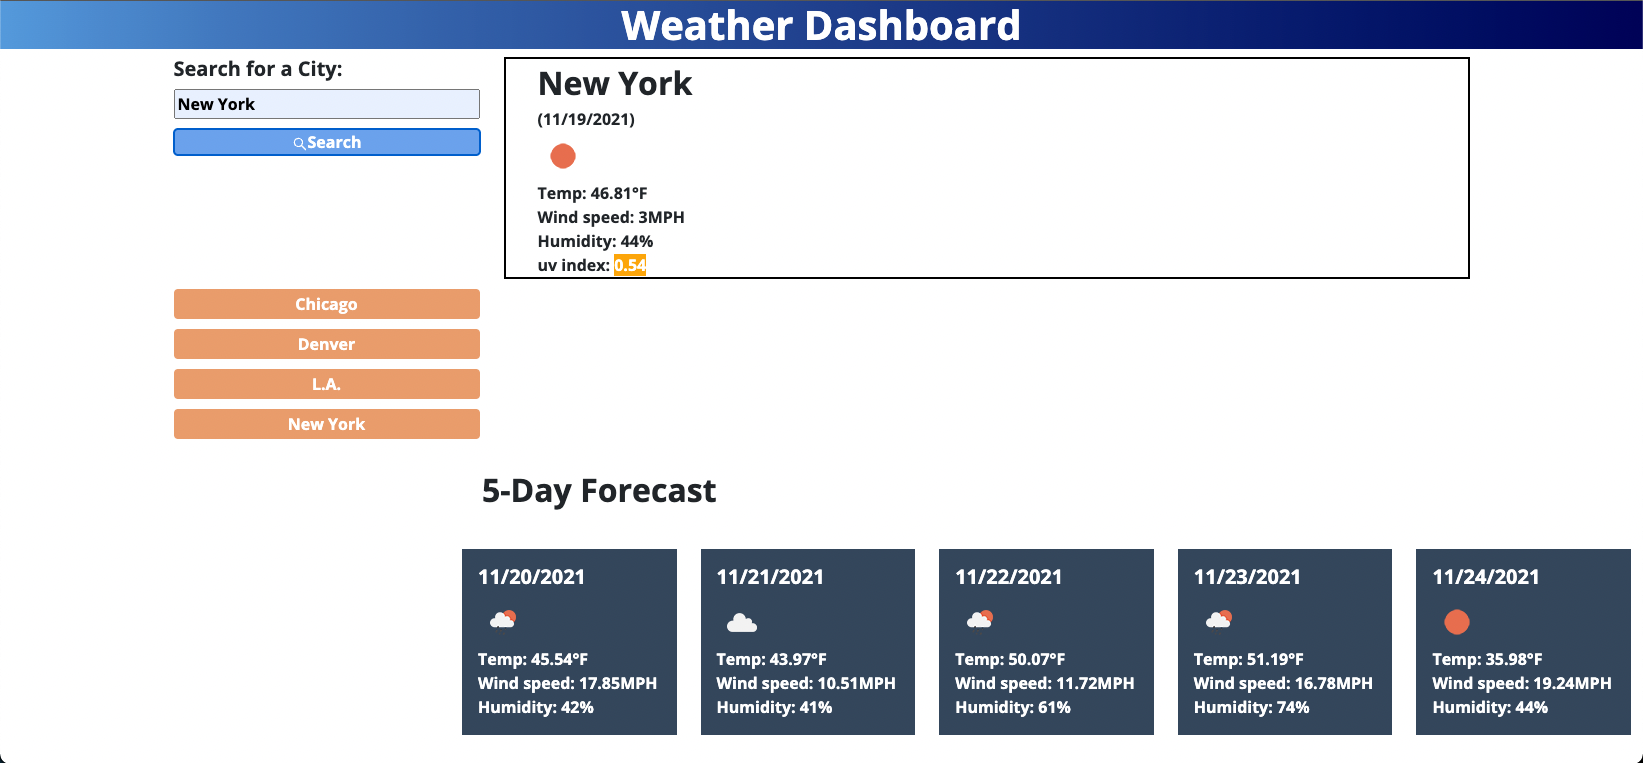 Weather Dashboard
Search for a City:
New York
Search
New York
(11/19/2021)
Temp: 46.81°F
Wind speed: 3MPH
Humidity: 44%
uv index: 0.54
Chicago
Denver
L.A.
New York
5-Day Forecast
11/20/2021
Temp: 45.54°F
Wind speed: 17.85MPH
Humidity: 42%
11/21/2021
Temp: 43.97°F
Wind speed: 10.51MPH
Humidity: 41%
11/22/2021
Temp: 50.07°F
Wind speed: 11.72MPH
Humidity: 61%
11/23/2021
Temp: 51.19°F
Wind speed: 16.78MPH
Humidity: 74%
11/24/2021
Temp: 35.98°F
Wind speed: 19.24MPH
Humidity: 44%